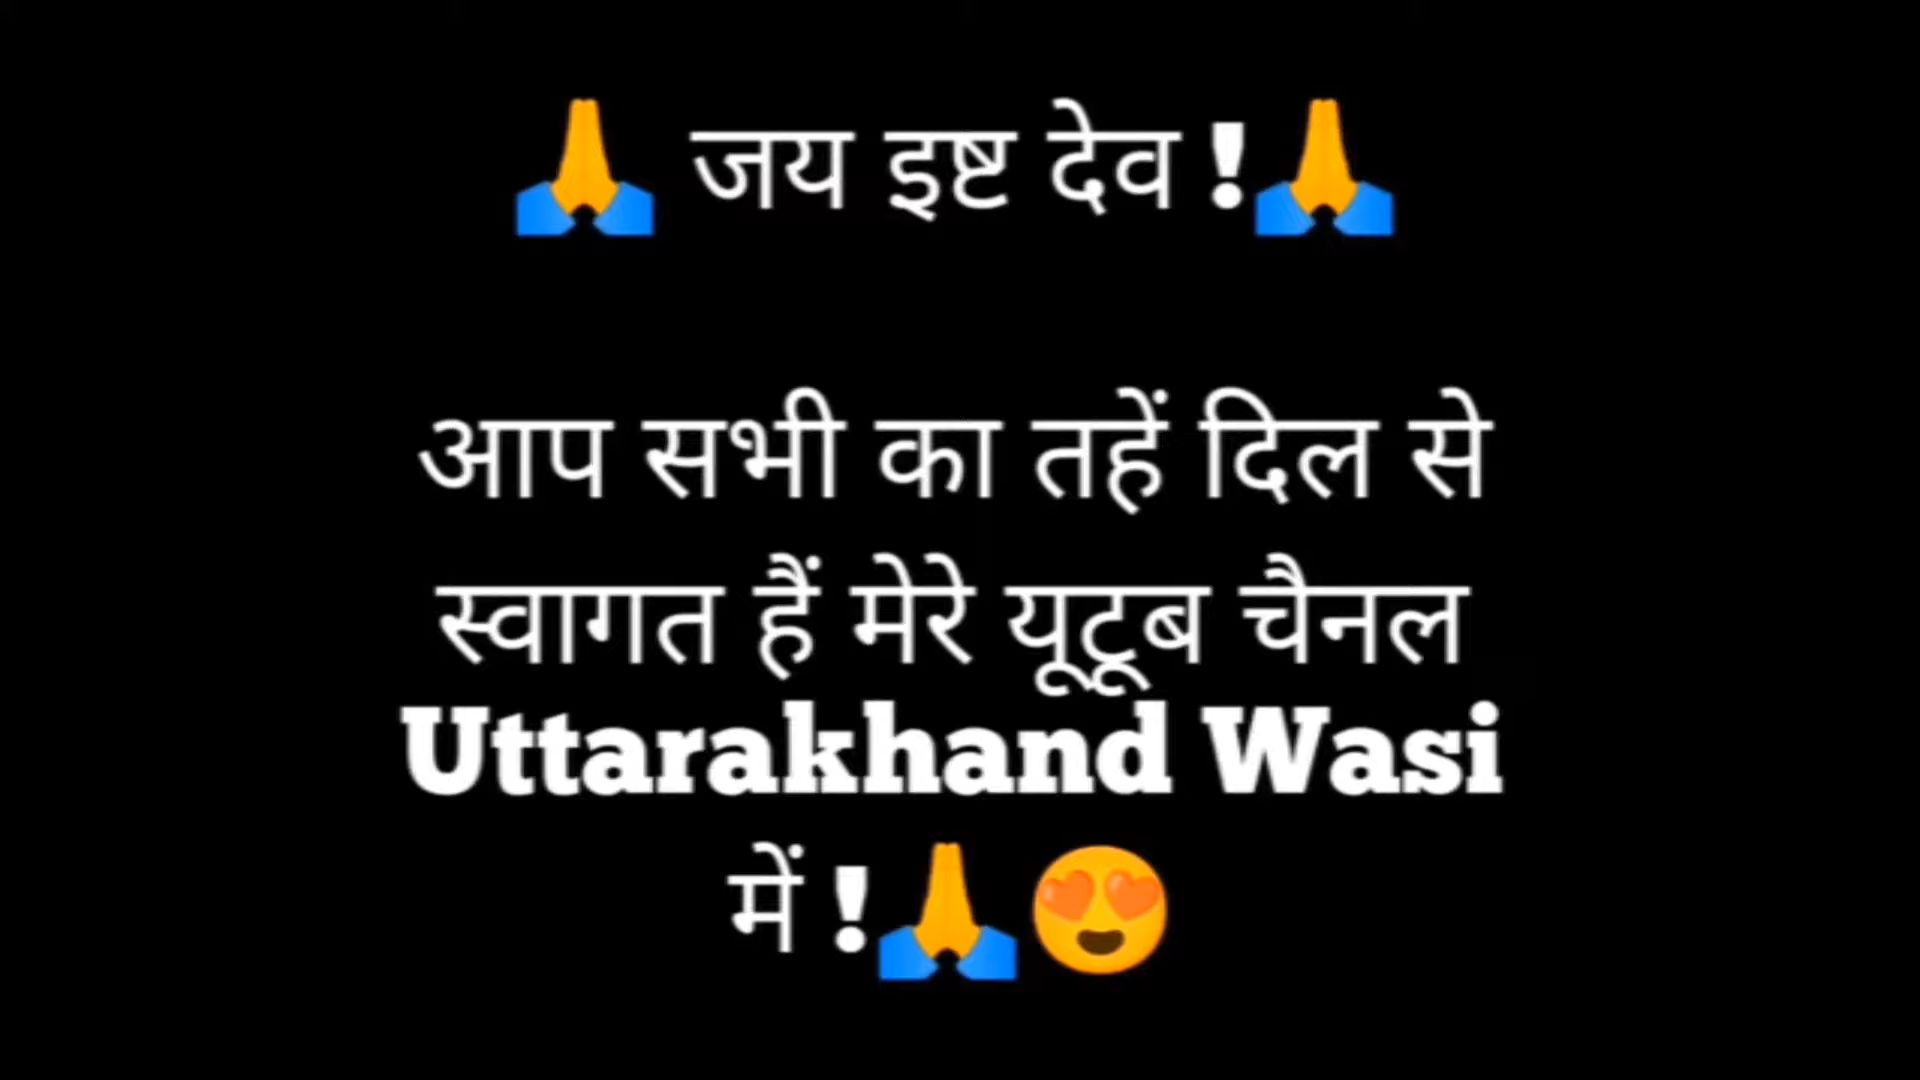 🙏 जय इष्ट देव !🙏
आप सभी का तहें दिल से
स्वागत हैं मेरे यूटूब चैनल
Uttarakhand Wasi
में !🙏😍